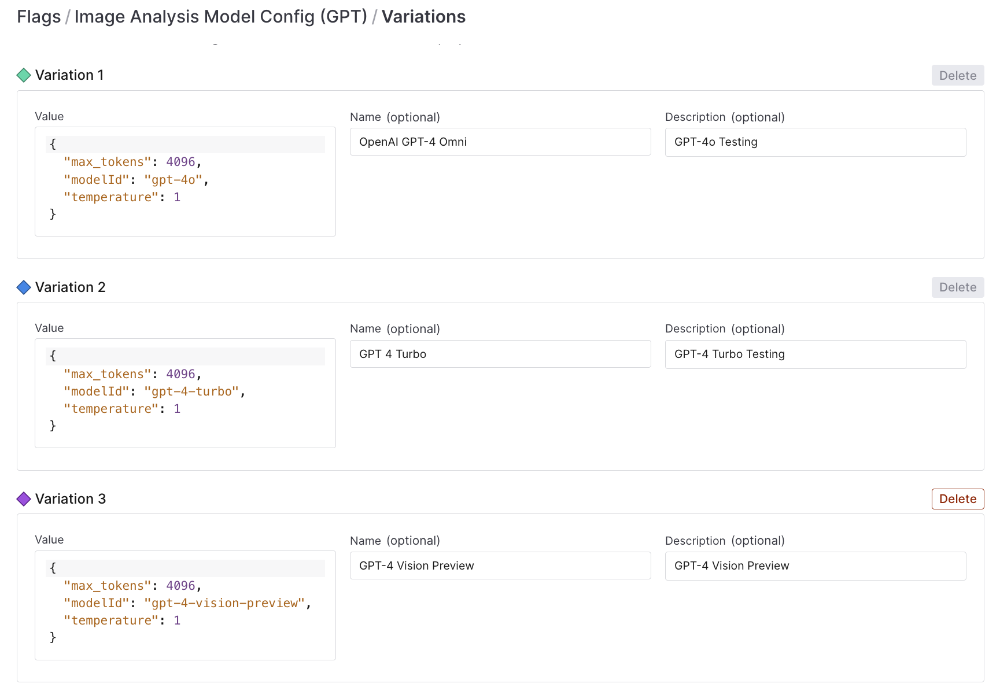 Flags / Image Analysis Model Config (GPT) / Variations
Variation 1
Delete
Value
Name (optional)
Description (optional)
{
"max_tokens": 4096,
"modelId": "gpt-4o",
"temperature": 1
}
OpenAI GPT-4 Omni
GPT-4o Testing
Variation 2
Delete
Value
Name (optional)
Description (optional)
{
"max_tokens": 4096,
"modelId": "gpt-4-turbo",
"temperature": 1
}
GPT 4 Turbo
GPT-4 Turbo Testing
Variation 3
Delete
Value
Name (optional)
Description (optional)
{
"max_tokens": 4096,
"modelId": "gpt-4-vision-preview",
"temperature": 1
}
GPT-4 Vision Preview
GPT-4 Vision Preview